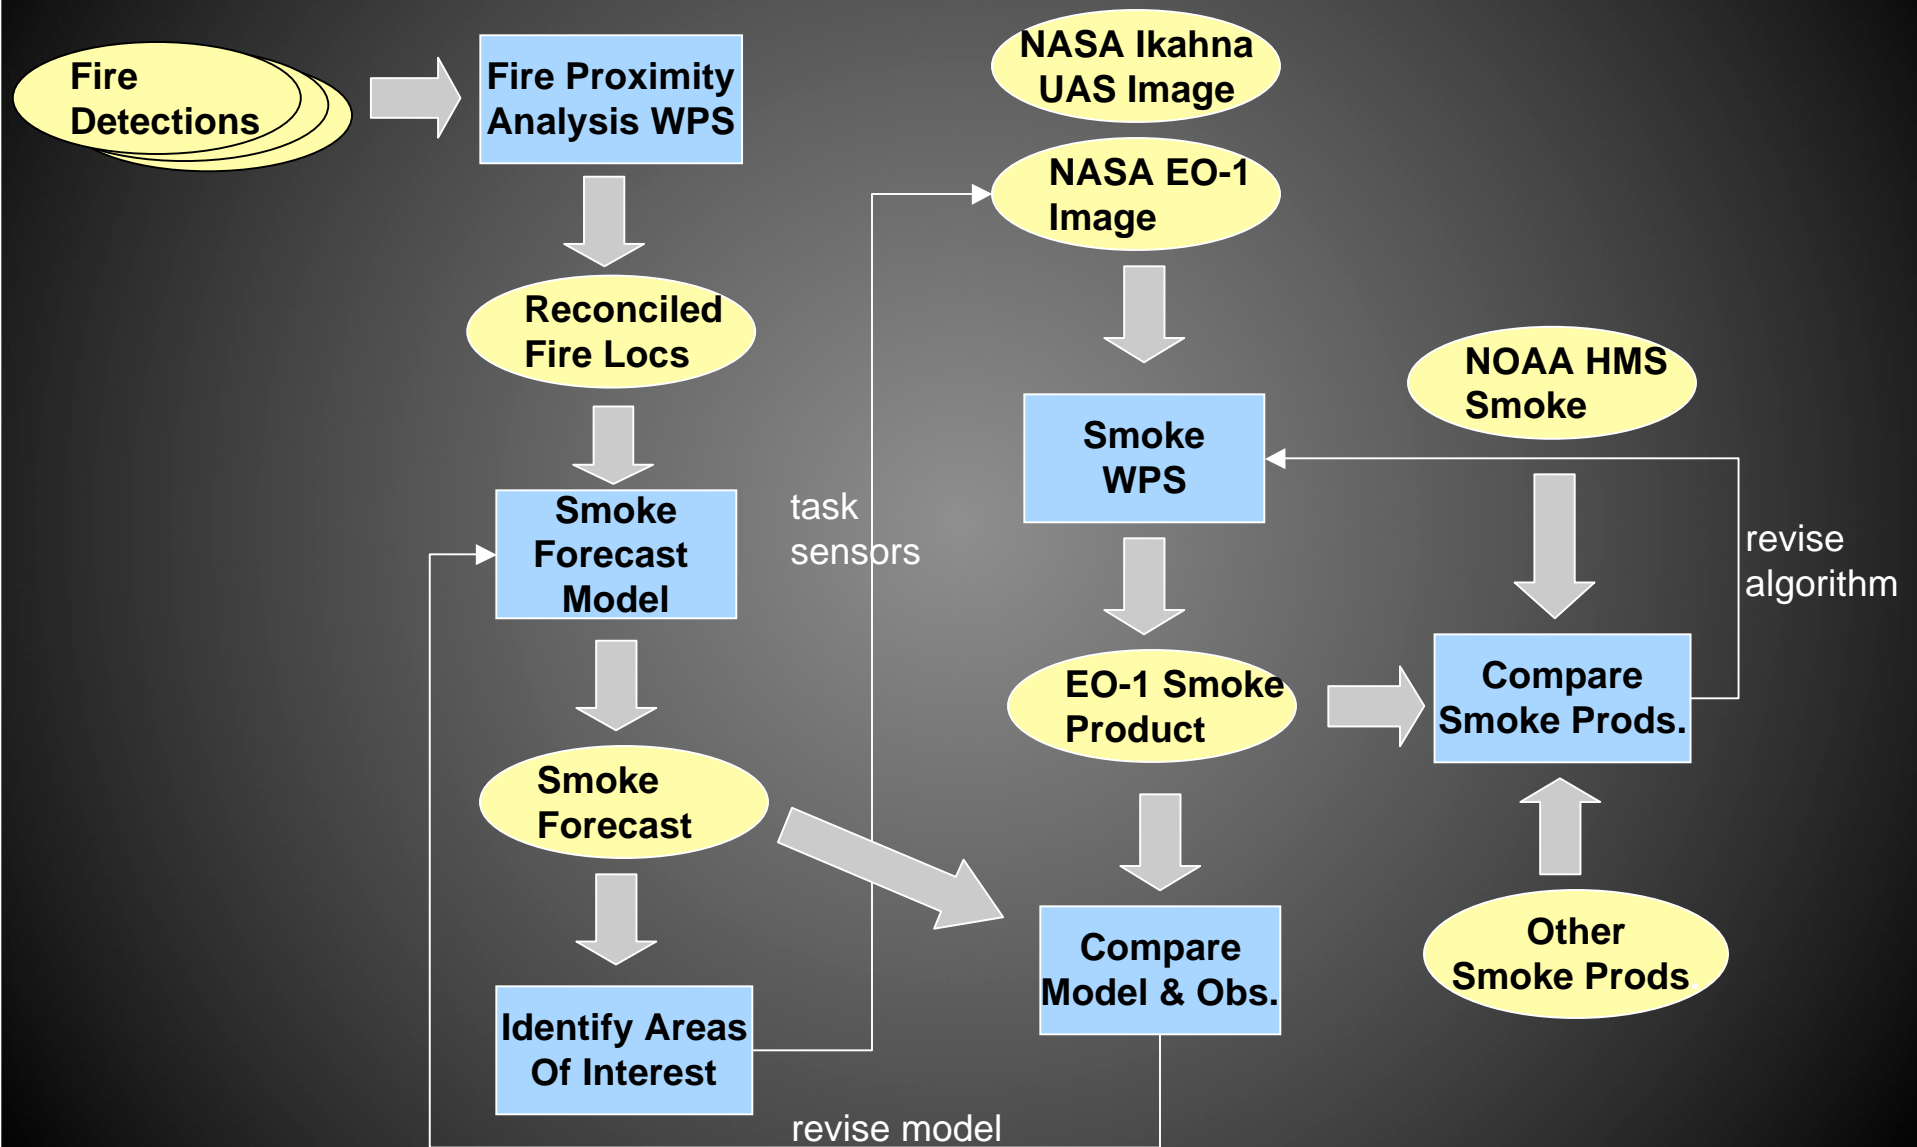 Fire
Detections
Fire Proximity
Analysis WPS
Reconciled
Fire Locs
Smoke
Forecast
Model
Smoke
Forecast
Identify Areas
Of Interest
task
sensors
NASA Ikahna
UAS Image
NASA EO-1
Image
Smoke
WPS
EO-1 Smoke
Product
Compare
Model & Obs.
revise model
NOAA HMS
Smoke
revise
algorithm
Compare
Smoke Prods.
Other
Smoke Prods.